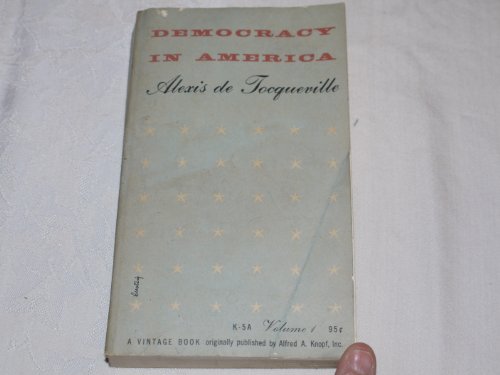 DEMOCRACY
IN AMERICA
Alexis de Tocqueville
K-5A Volume 1 95¢
A VINTAGE BOOK originally published by Alfred A. Knopf, Inc.